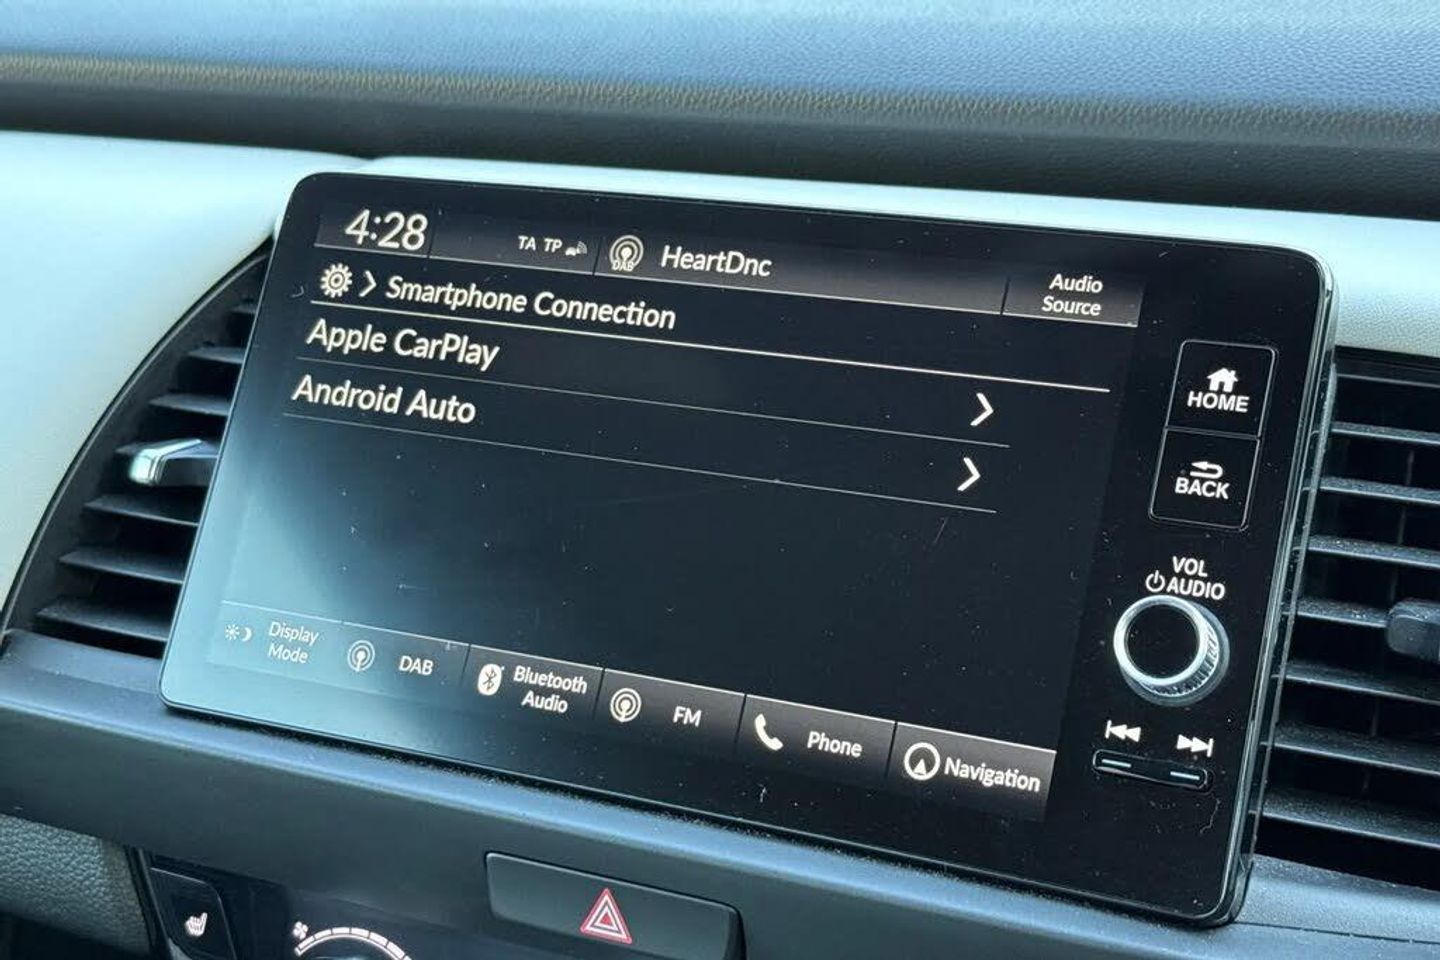 4:28
TA TP
DAB
HeartDnc
Audio
Source
Smartphone Connection
Apple CarPlay
Android Auto
HOME
BACK
VOL
AUDIO
Display
Mode
DAB
Bluetooth
Audio
FM
Phone
Navigation